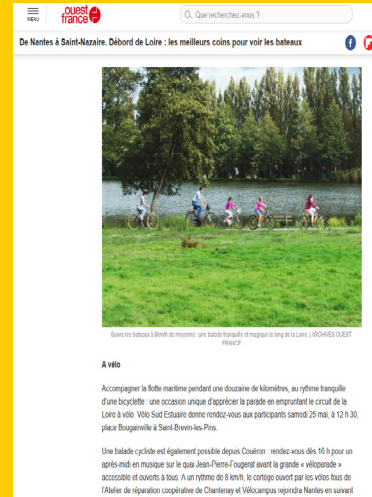 MENU
ouest
france
Que recherchez-vous ?
De Nantes à Saint-Nazaire. Débord de Loire : les meilleurs coins pour voir les bateaux
Suivre les bateaux à 8km/h de moyenne : une balade tranquille et magique le long de la Loire. | ARCHIVES OUEST
FRANCE
A vélo
Accompagner la flotte maritime pendant une douzaine de kilomètres, au rythme tranquille
d'une bicyclette : une occasion unique d'apprécier la parade en empruntant le circuit de la
Loire à vélo. Vélo Sud Estuaire donne rendez-vous aux participants samedi 25 mai, à 12 h 30,
place Bougainville à Saint-Brevin-les-Pins.
Une balade cycliste est également possible depuis Couëron : rendez-vous dès 16 h pour un
après-midi en musique sur le quai Jean-Pierre-Fougerat avant la grande « véloparade »
accessible et ouverts à tous. A un rythme de 8 km/h, le cortège ouvert par les vélos fous de
l'Atelier de réparation coopérative de Chantenay et Vélocampus rejoindra Nantes en suivant